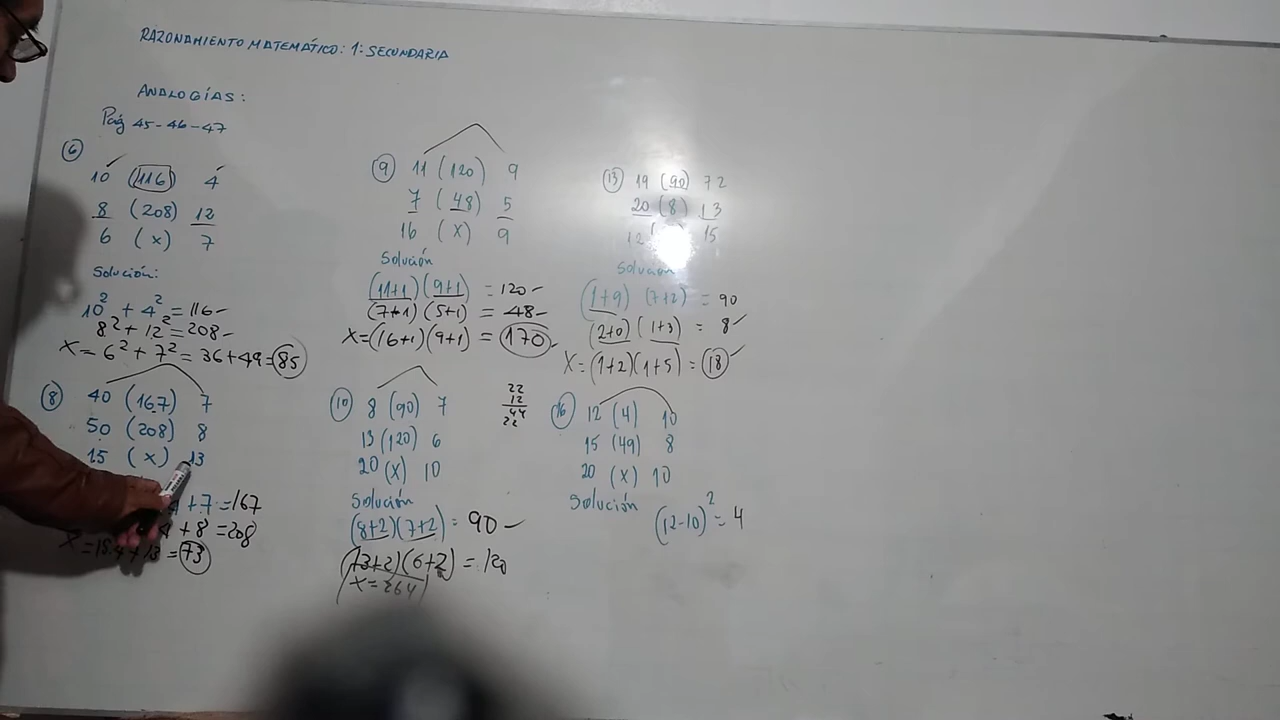 RAZONAMIENTO MATEMÁTICO: 1: SECUNDARIA
ANALOGÍAS:
Pág 45-46-47
6
10 (116) 4
8 (208) 12
6 (x) 7
Solución:
10² + 4² = 116
8² + 12² = 208
X = 6² + 7² = 36+49=85
8
40 (167) 7
50 (208) 8
15 (x) 13
+7=167
4 + 8 =208
X = 15.4+13 = 73
9
11 (120) 9
7 (48) 5
16 (x) 9
Solución
(11+1) (9+1) = 120
(7+1) (5+1) = 48
X=(16+1)(9+1) = 170
10
8 (90) 7
13 (120) 6
20 (x) 10
Solución
(8+2)(7+2) = 90
(13+2)(6+2) = 120
X=264
22
12
44
22
13
19 (90) 72
20 (8) 13
12 15
Solución
(1+9) (7+2) = 90
(2+0) (1+3) = 8
X=(1+2)(1+5)=18
16
12 (4) 10
15 (49) 8
20 (x) 10
Solución
(12-10)² = 4